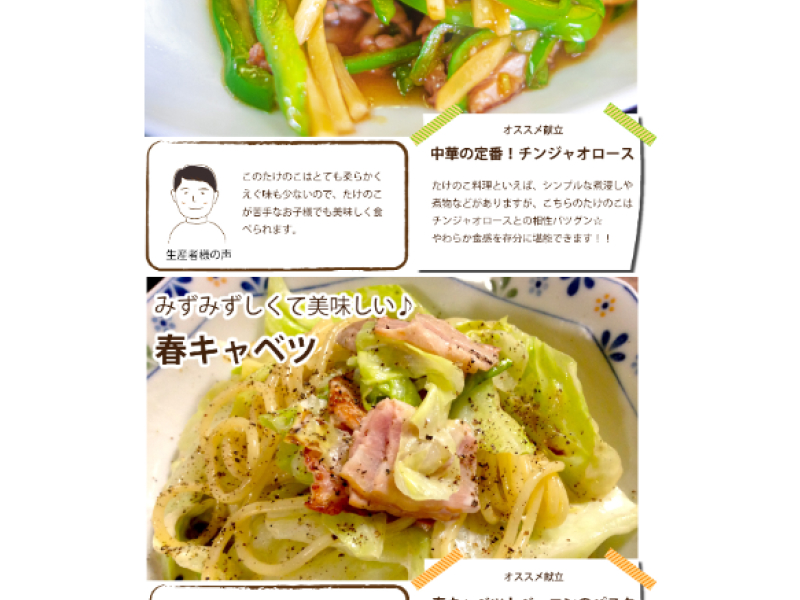 オススメ献立
中華の定番！チンジャオロース
このたけのこはとても柔らかく
えぐ味も少ないので、たけのこ
が苦手なお子様でも美味しく食
べられます。
生産者様の声
たけのこ料理といえば、シンプルな煮浸しや
煮物などがありますが、こちらのたけのこは
チンジャオロースとの相性バツグン☆
やわらか食感を存分に堪能できます！！
みずみずしくて美味しい♪
春キャベツ
オススメ献立